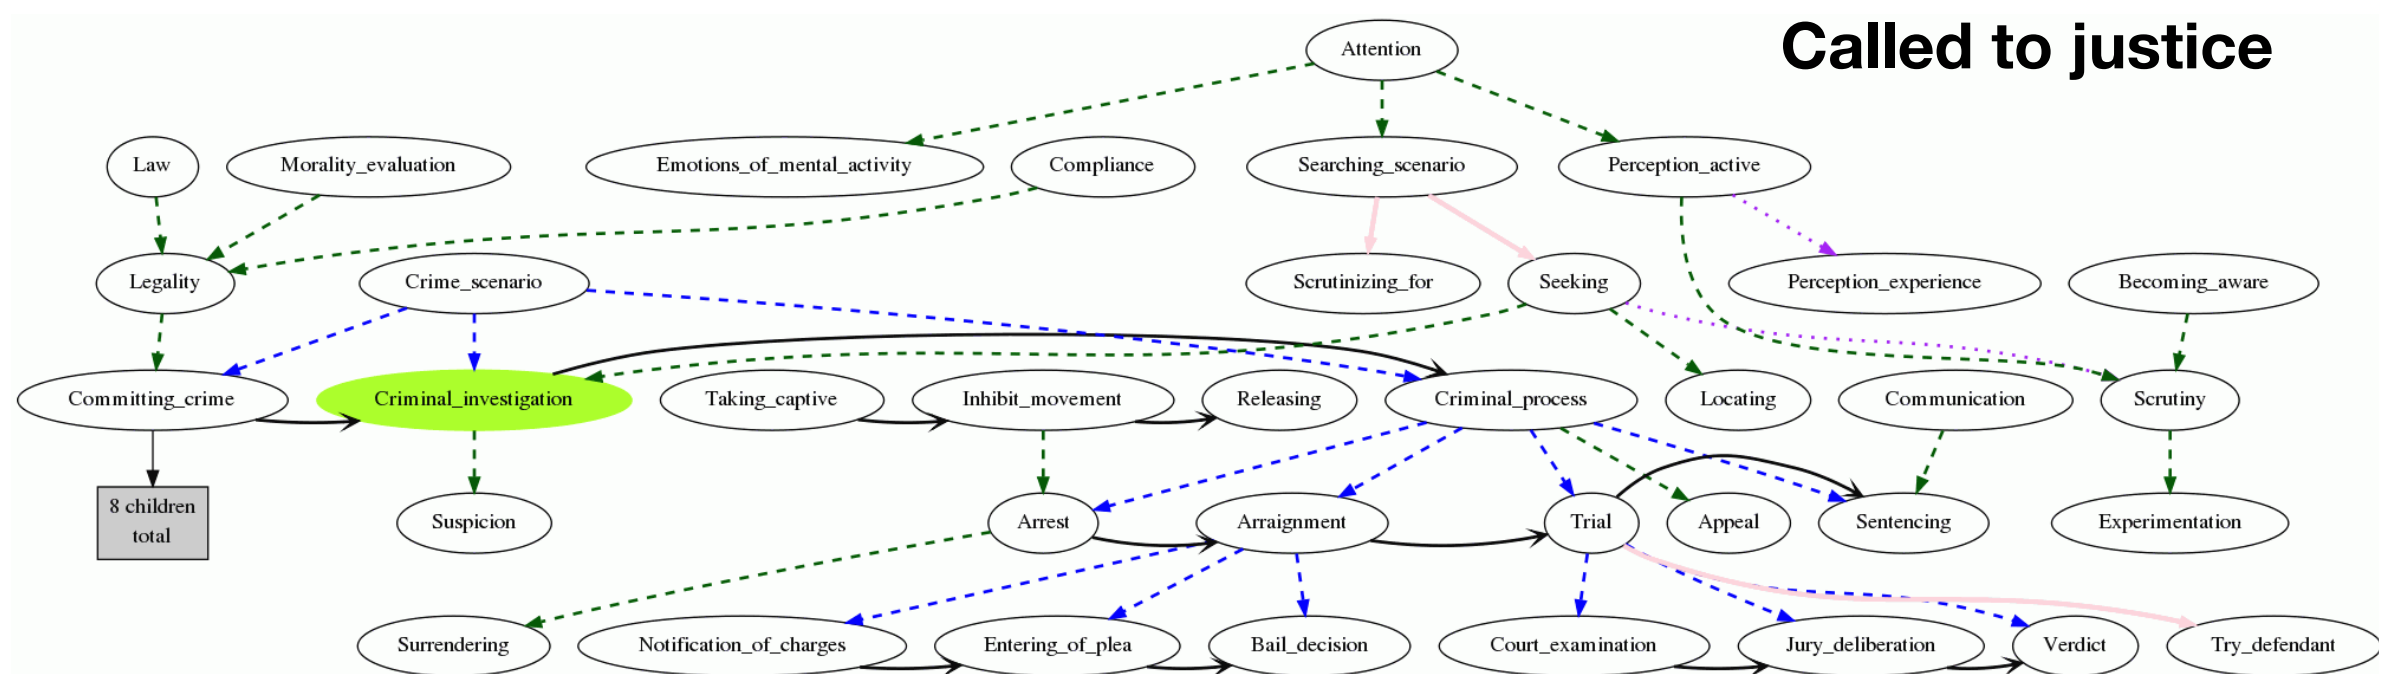 Called to justice
Attention
Law
Morality_evaluation
Emotions_of_mental_activity
Compliance
Searching_scenario
Perception_active
Legality
Crime_scenario
Scrutinizing_for
Seeking
Perception_experience
Becoming_aware
Committing_crime
Criminal_investigation
Taking_captive
Inhibit_movement
Releasing
Criminal_process
Locating
Communication
Scrutiny
8 children
total
Suspicion
Arrest
Arraignment
Trial
Appeal
Sentencing
Experimentation
Surrendering
Notification_of_charges
Entering_of_plea
Bail_decision
Court_examination
Jury_deliberation
Verdict
Try_defendant